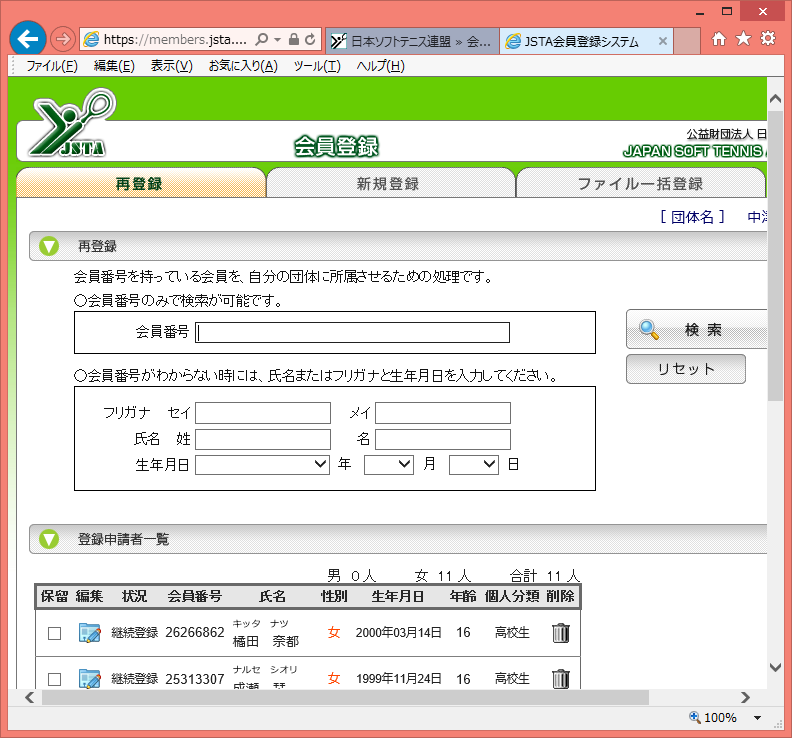 https://members.jsta....
日本ソフトテニス連盟 » 会...
JSTA会員登録システム
ファイル(F) 編集(E) 表示(V) お気に入り(A) ツール(T) ヘルプ(H)
JSTA
会員登録
公益財団法人 日
JAPAN SOFT TENNIS
再登録 新規登録 ファイル一括登録
[ 団体名 ] 中津
再登録
会員番号を持っている会員を、自分の団体に所属させるための処理です。
○会員番号のみで検索が可能です。
会員番号
検 索
リセット
○会員番号がわからない時には、氏名またはフリガナと生年月日を入力してください。
フリガナ セイ メイ
氏名 姓 名
生年月日 年 月 日
登録申請者一覧
男 0人 女 11人 合計 11人
保留 編集 状況 会員番号 氏名 性別 生年月日 年齢 個人分類 削除
キッタ ナツ
継続登録 26266862 橘田 奈都 女 2000年03月14日 16 高校生
ナルセ シオリ
継続登録 25313307 成瀬 栞 女 1999年11月24日 16 高校生
100%